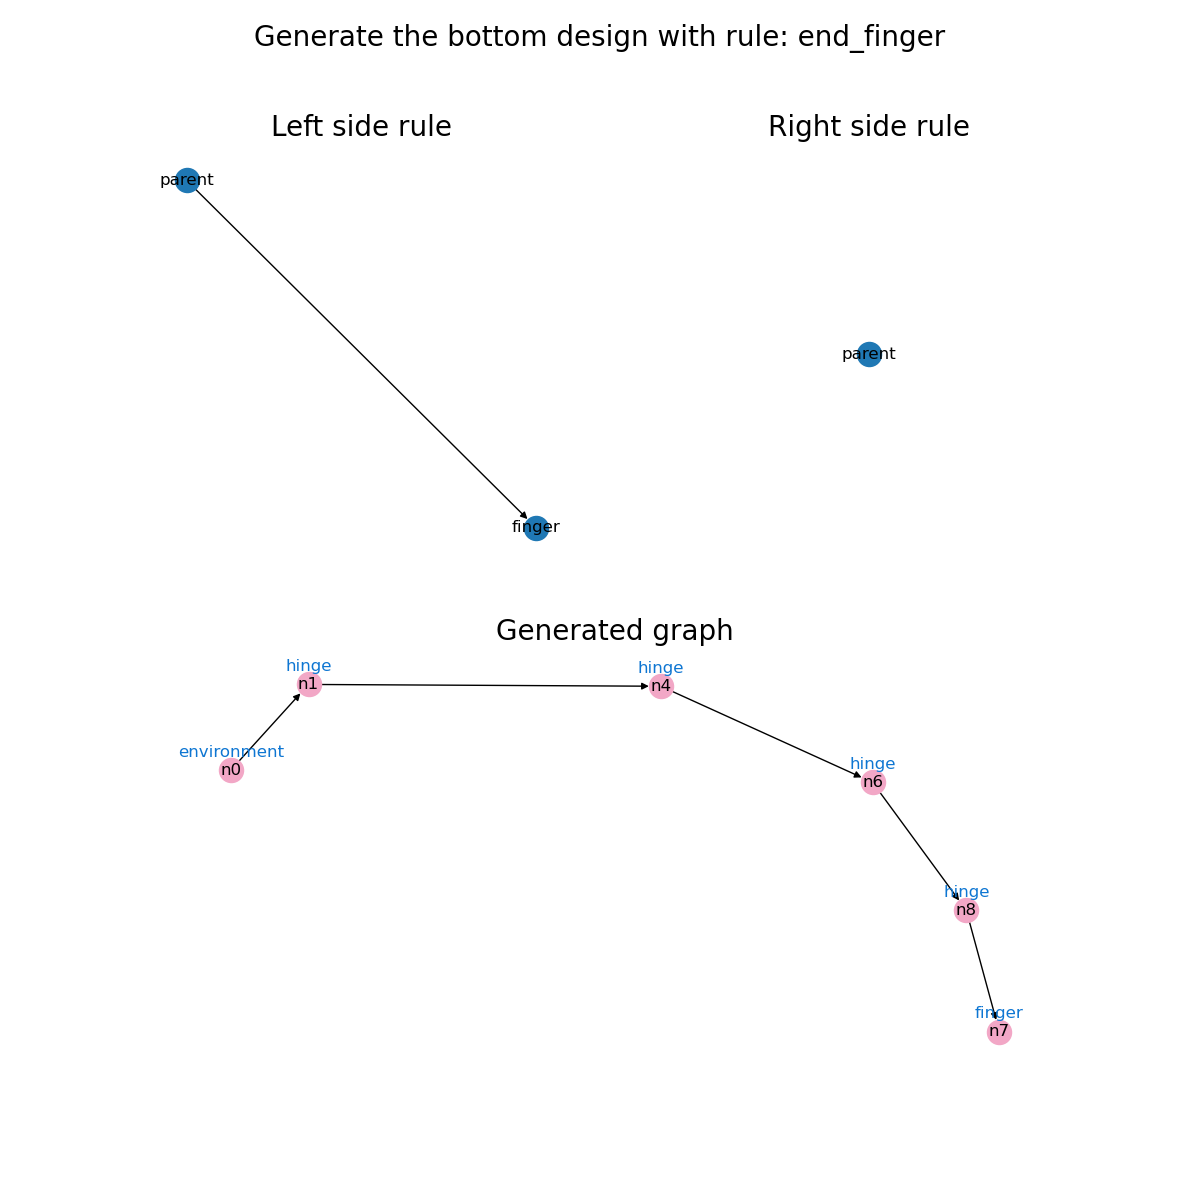 Generate the bottom design with rule: end_finger
Left side rule
Right side rule
parent
parent
finger
Generated graph
hinge
n1
hinge
n4
environment
n0
hinge
n6
hinge
n8
finger
n7